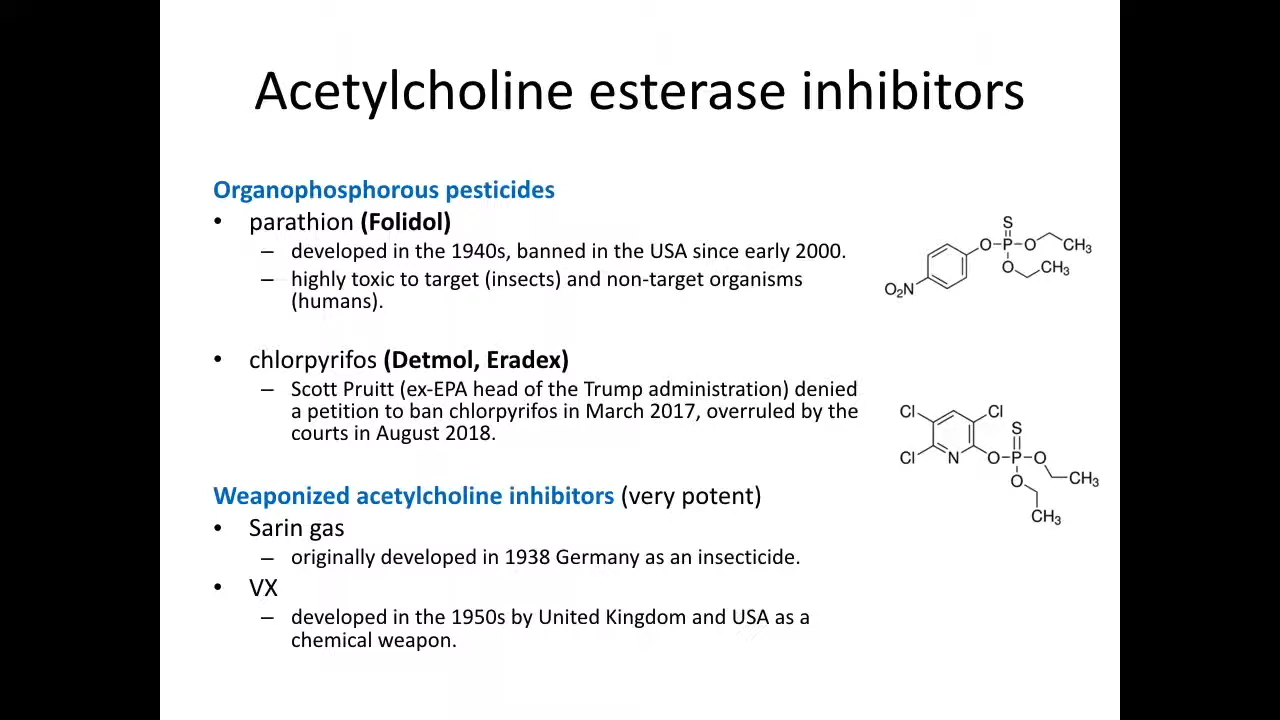 Acetylcholine esterase inhibitors
Organophosphorous pesticides
• parathion (Folidol)
– developed in the 1940s, banned in the USA since early 2000.
– highly toxic to target (insects) and non-target organisms
(humans).
S
O-P-O
CH3
O
CH3
O2N
• chlorpyrifos (Detmol, Eradex)
– Scott Pruitt (ex-EPA head of the Trump administration) denied
a petition to ban chlorpyrifos in March 2017, overruled by the
courts in August 2018.
Cl
Cl
S
Cl
N
O-P-O
CH3
O
CH3
Weaponized acetylcholine inhibitors (very potent)
• Sarin gas
– originally developed in 1938 Germany as an insecticide.
• VX
– developed in the 1950s by United Kingdom and USA as a
chemical weapon.